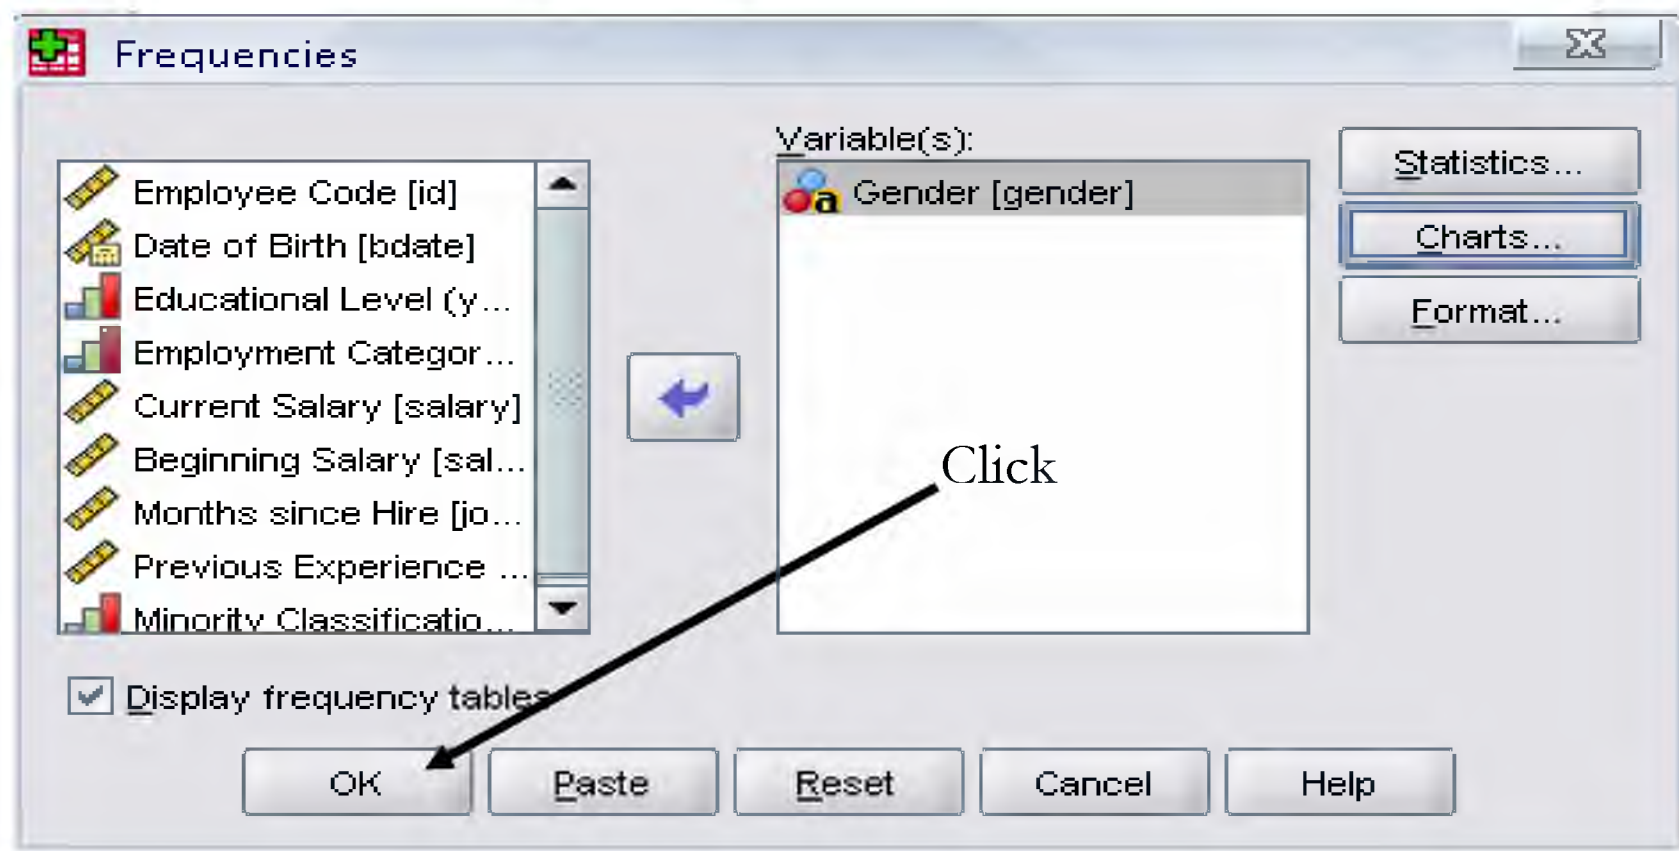 Frequencies
Variable(s):
Employee Code [id]
Date of Birth [bdate]
Educational Level (y...
Employment Categor...
Current Salary [salary]
Beginning Salary [sal...
Months since Hire [jo...
Previous Experience ...
Minority Classificatio...
Gender [gender]
Click
Statistics...
Charts...
Format...
Display frequency tables
OK Paste Reset Cancel Help